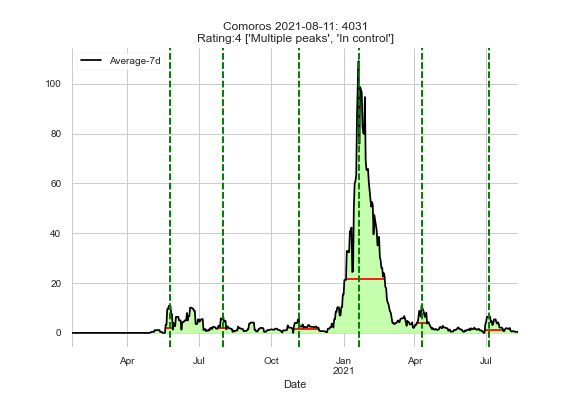 Comoros 2021-08-11: 4031
Rating:4 ['Multiple peaks', 'In control']
Average-7d
100
80
60
40
20
0
Apr Jul Oct Jan Apr Jul
2021
Date